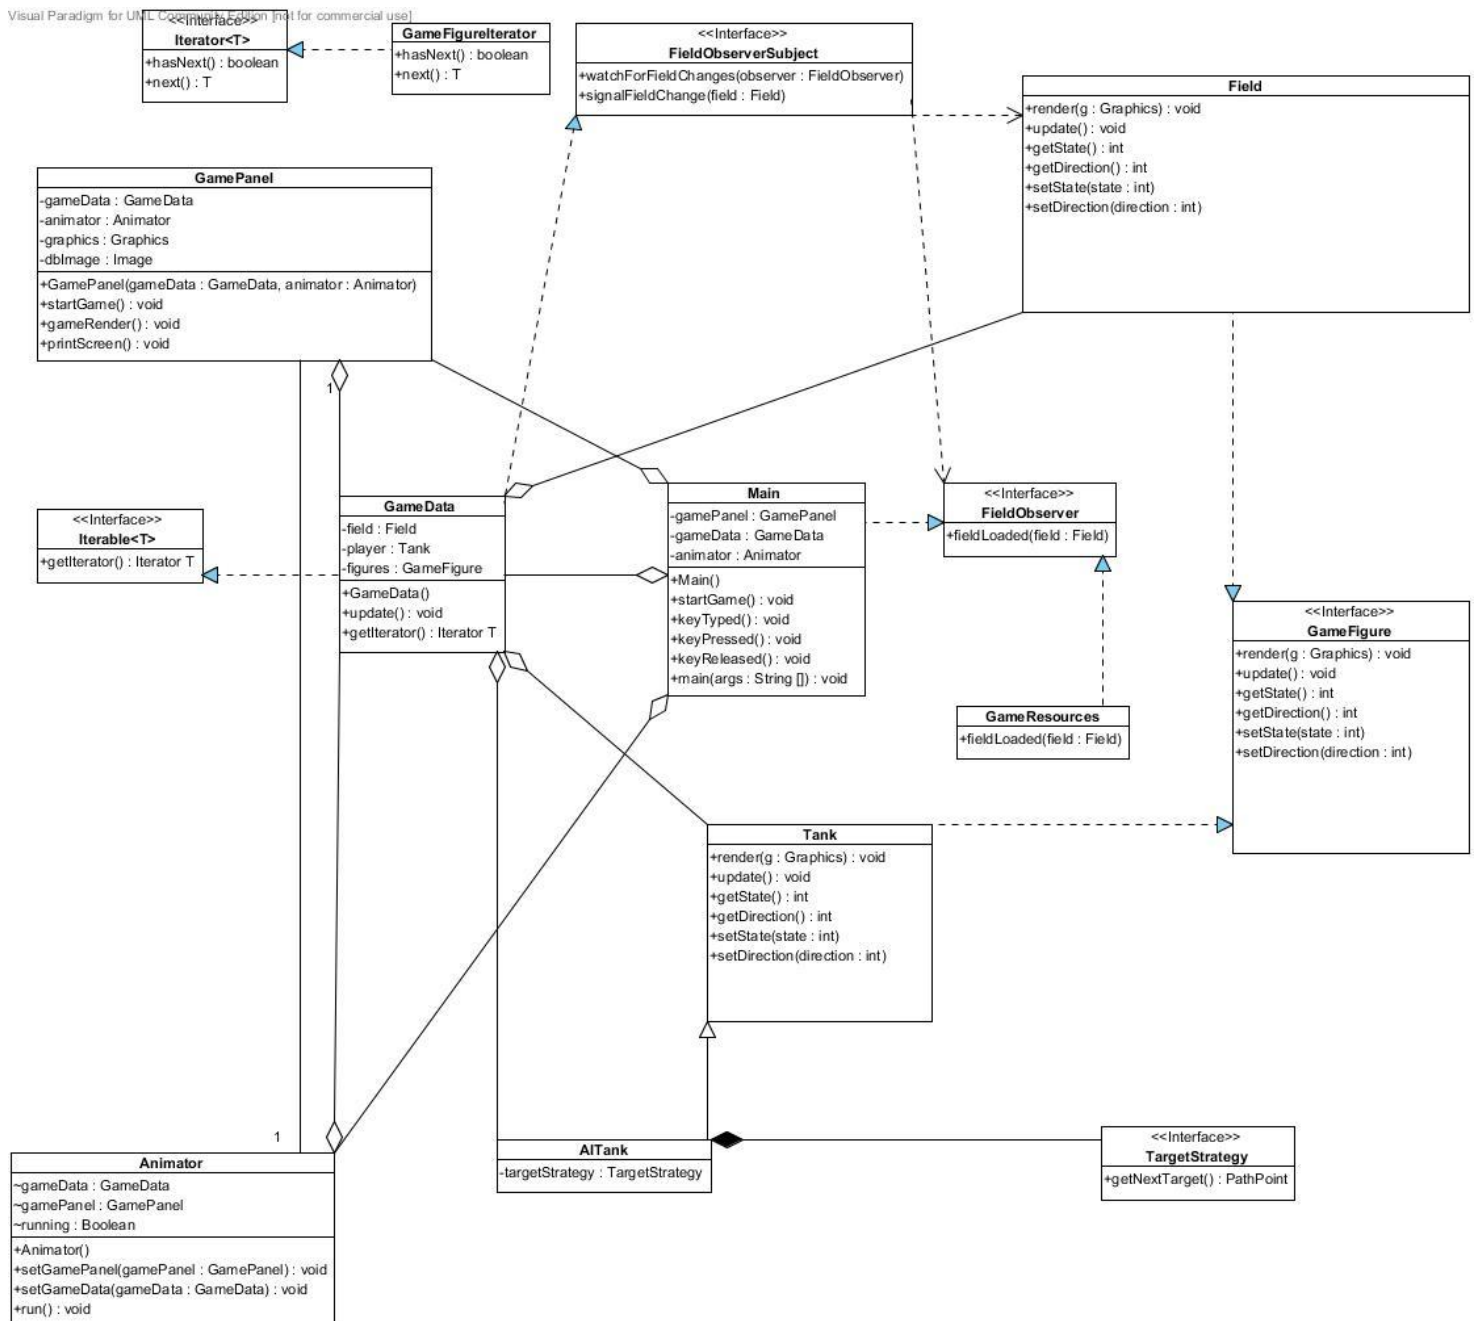 Visual Paradigm for UML Community Edition [not for commercial use]
<<Interface>>
Iterator<T>
+hasNext() : boolean
+next() : T
GameFigureIterator
+hasNext() : boolean
+next() : T
<<Interface>>
FieldObserverSubject
+watchForFieldChanges(observer : FieldObserver)
+signalFieldChange(field : Field)
Field
+render(g : Graphics) : void
+update() : void
+getState() : int
+getDirection() : int
+setState(state : int)
+setDirection(direction : int)
GamePanel
-gameData : GameData
-animator : Animator
-graphics : Graphics
-dbImage : Image
+GamePanel(gameData : GameData, animator : Animator)
+startGame() : void
+gameRender() : void
+printScreen() : void
1
<<Interface>>
Iterable<T>
+getIterator() : Iterator T
GameData
-field : Field
-player : Tank
-figures : GameFigure
+GameData()
+update() : void
+getIterator() : Iterator T
Main
-gamePanel : GamePanel
-gameData : GameData
-animator : Animator
+Main()
+startGame() : void
+keyTyped() : void
+keyPressed() : void
+keyReleased() : void
+main(args : String []) : void
<<Interface>>
FieldObserver
+fieldLoaded(field : Field)
GameResources
+fieldLoaded(field : Field)
<<Interface>>
GameFigure
+render(g : Graphics) : void
+update() : void
+getState() : int
+getDirection() : int
+setState(state : int)
+setDirection(direction : int)
Tank
+render(g : Graphics) : void
+update() : void
+getState() : int
+getDirection() : int
+setState(state : int)
+setDirection(direction : int)
1
Animator
~gameData : GameData
~gamePanel : GamePanel
~running : Boolean
+Animator()
+setGamePanel(gamePanel : GamePanel) : void
+setGameData(gameData : GameData) : void
+run() : void
AITank
-targetStrategy : TargetStrategy
<<Interface>>
TargetStrategy
+getNextTarget() : PathPoint